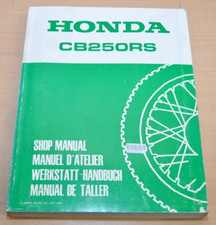 HONDA
CB250RS
SHOP MANUAL
MANUEL D'ATELIER
WERKSTATT-HANDBUCH
MANUAL DE TALLER